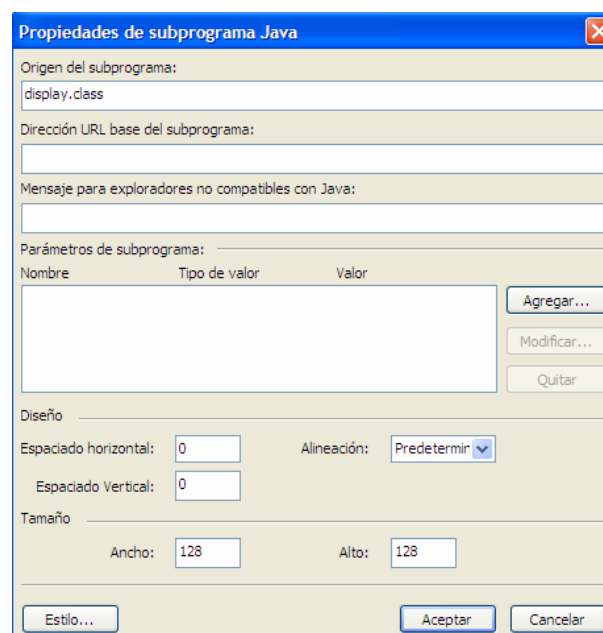 Propiedades de subprograma Java
Origen del subprograma:
display.class
Dirección URL base del subprograma:
Mensaje para exploradores no compatibles con Java:
Parámetros de subprograma:
Nombre Tipo de valor Valor
Agregar...
Modificar...
Quitar
Diseño
Espaciado horizontal: 0 Alineación: Predetermin
Espaciado Vertical: 0
Tamaño
Ancho: 128 Alto: 128
Estilo... Aceptar Cancelar